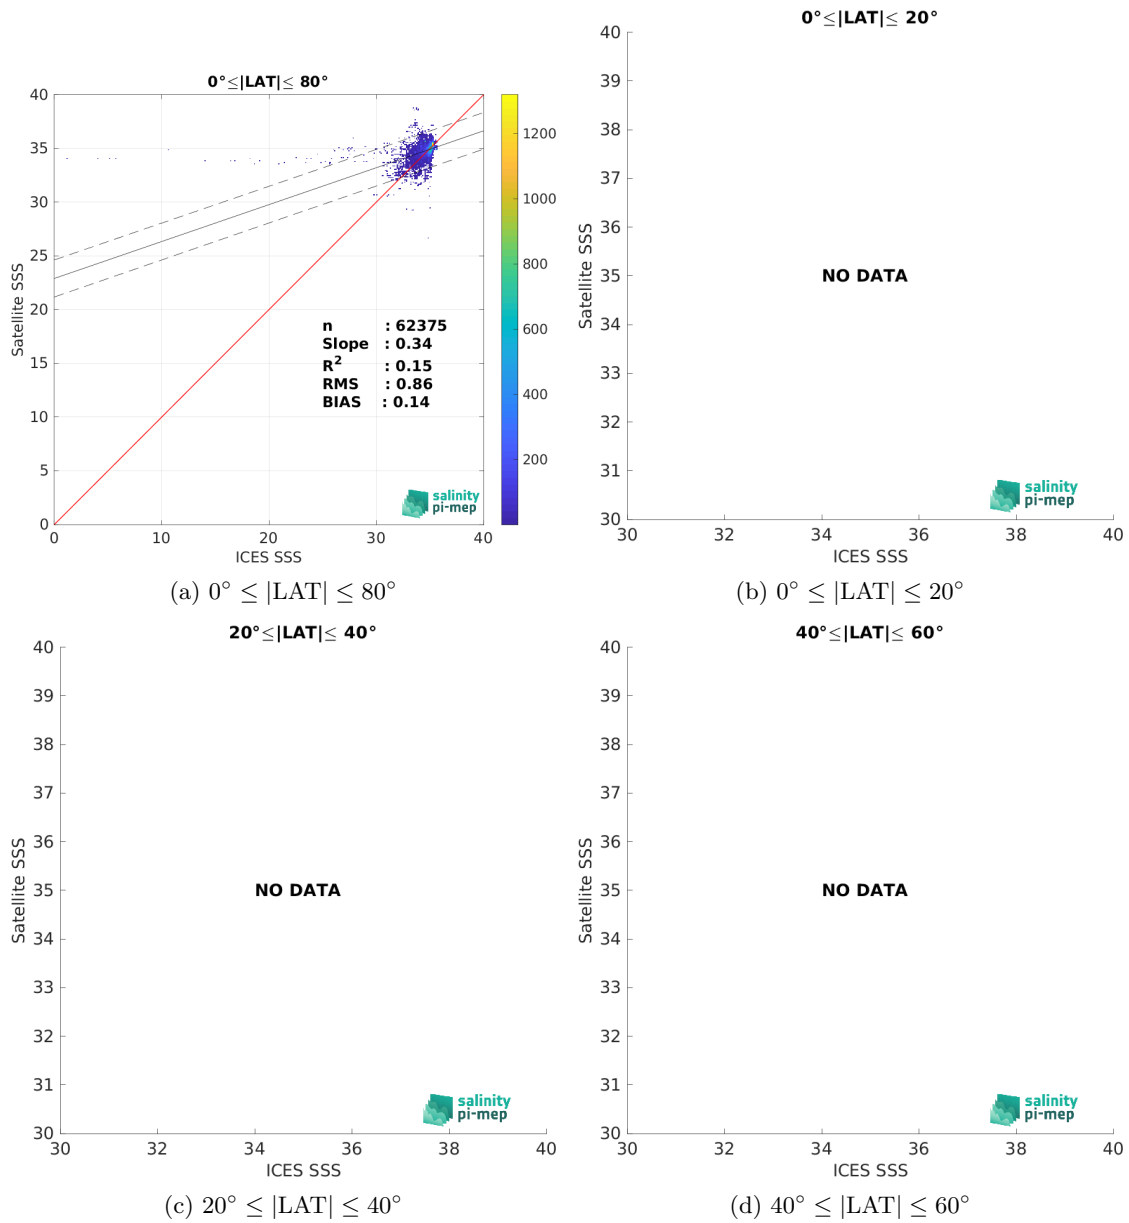 0°≤|LAT|≤ 80°
40
35
30
25
20
15
10
5
0
0
10
20
30
40
Satellite SSS
ICES SSS
n : 62375
Slope : 0.34
R² : 0.15
RMS : 0.86
BIAS : 0.14
1200
1000
800
600
400
200
salinity
pi-mep
(a) 0° ≤ |LAT| ≤ 80°
0°≤|LAT|≤ 20°
40
39
38
37
36
35
34
33
32
31
30
30
32
34
36
38
40
Satellite SSS
ICES SSS
NO DATA
salinity
pi-mep
(b) 0° ≤ |LAT| ≤ 20°
20°≤|LAT|≤ 40°
40
39
38
37
36
35
34
33
32
31
30
30
32
34
36
38
40
Satellite SSS
ICES SSS
NO DATA
salinity
pi-mep
(c) 20° ≤ |LAT| ≤ 40°
40°≤|LAT|≤ 60°
40
39
38
37
36
35
34
33
32
31
30
30
32
34
36
38
40
Satellite SSS
ICES SSS
NO DATA
salinity
pi-mep
(d) 40° ≤ |LAT| ≤ 60°